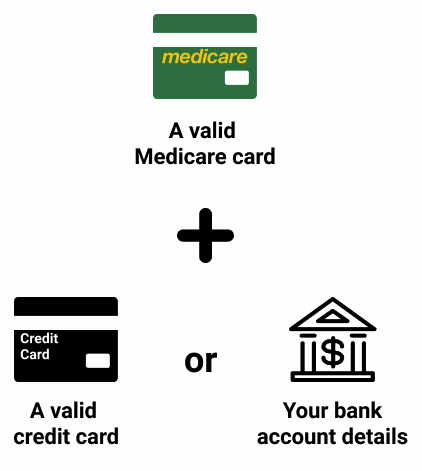 medicare
A valid
Medicare card
+
Credit
Card
or
$
A valid
credit card
Your bank
account details